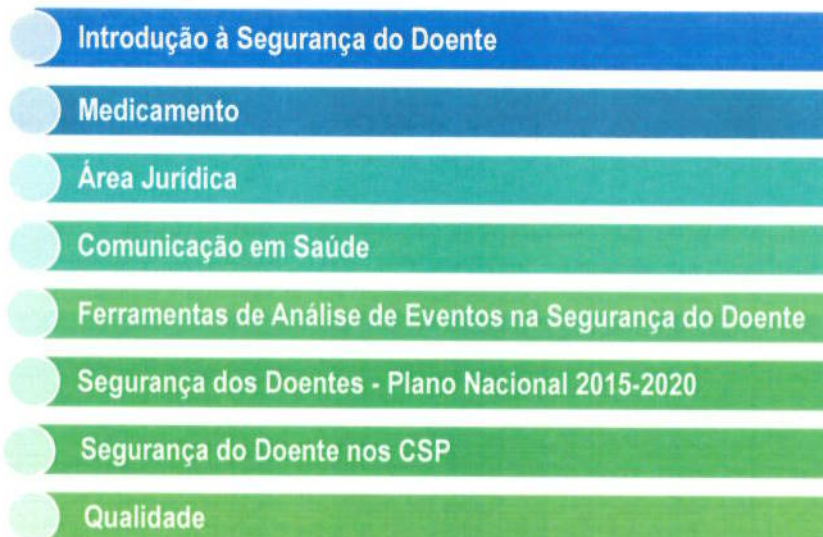 Introdução à Segurança do Doente
Medicamento
Área Jurídica
Comunicação em Saúde
Ferramentas de Análise de Eventos na Segurança do Doente
Segurança dos Doentes - Plano Nacional 2015-2020
Segurança do Doente nos CSP
Qualidade